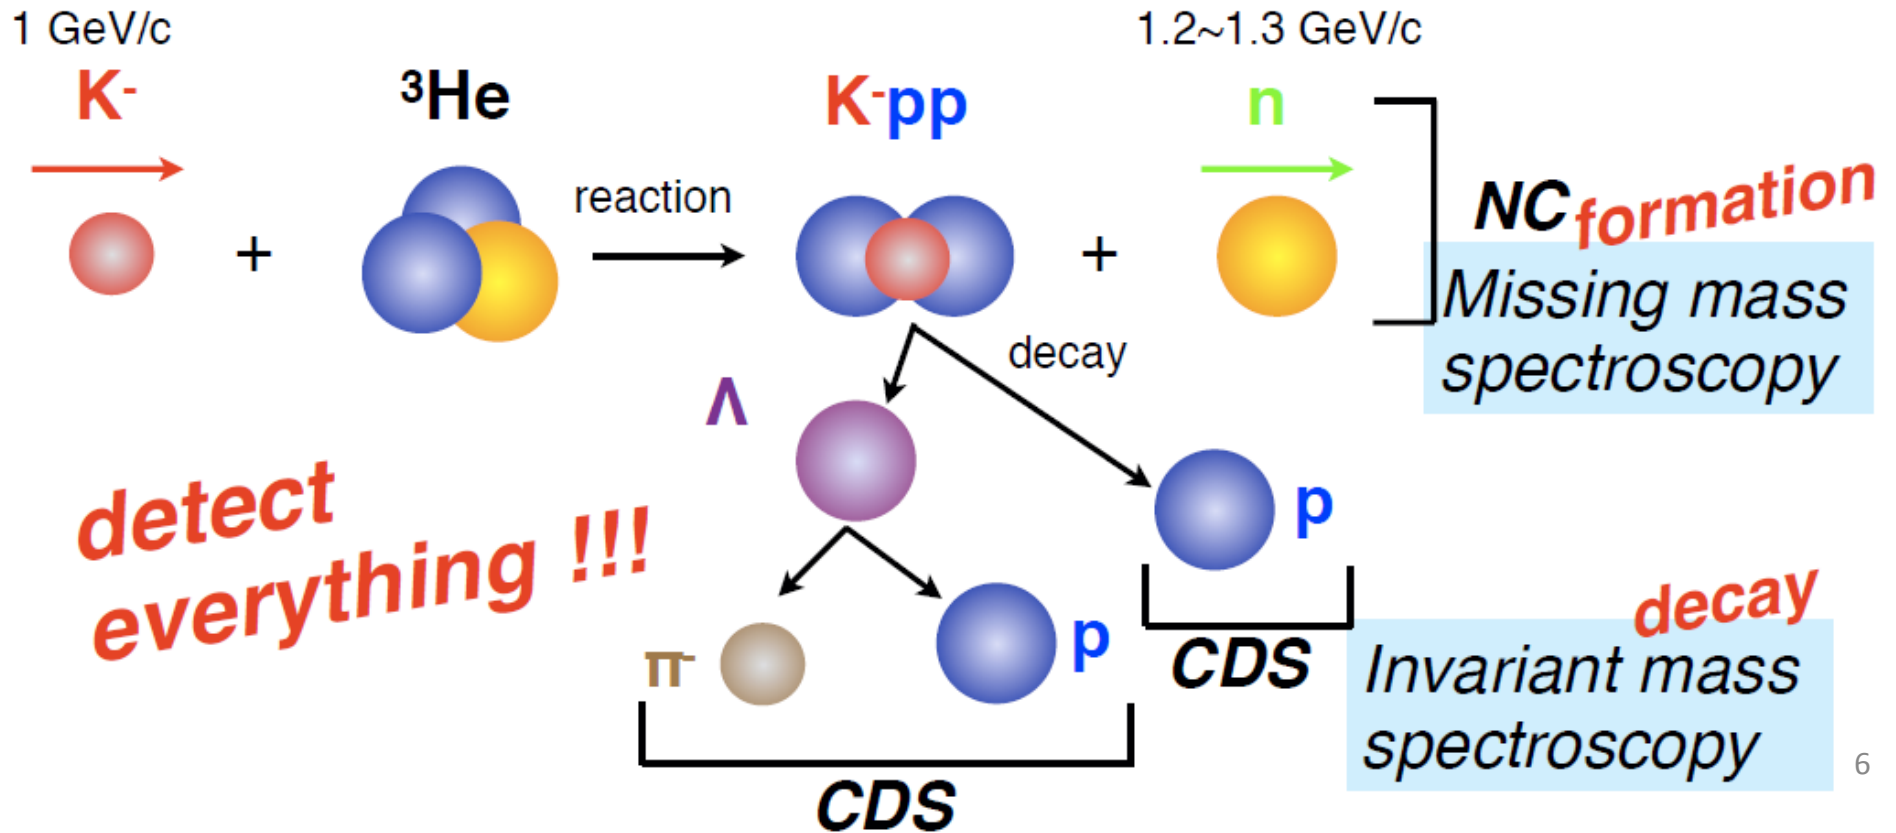 1 GeV/c
1.2~1.3 GeV/c
K-
³He
K-pp
n
reaction
+
+
NC formation
Missing mass
spectroscopy
decay
Λ
detect
everything !!!
p
π-
p
CDS
decay
Invariant mass
spectroscopy
CDS
6